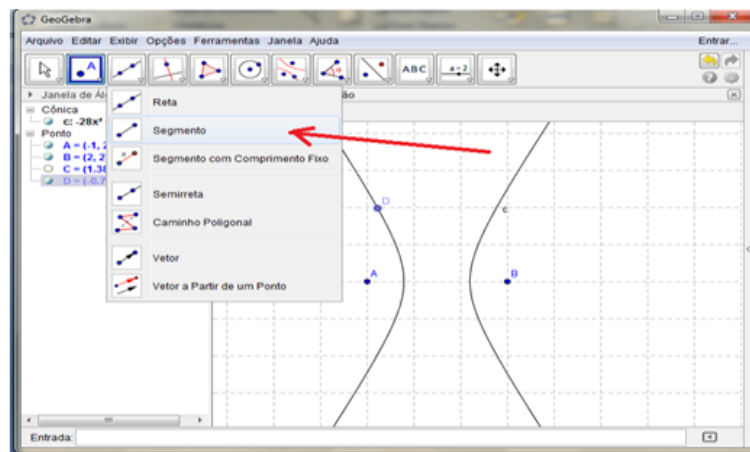 GeoGebra
Arquivo Editar Exibir Opções Ferramentas Janela Ajuda Entrar...
A ABC a=2
Janela de Ál
ão
Cônica
c: -28x²
Ponto
A = (-1, 2
B = (2, 2)
C = (1.38
D = (-0.7
Reta
Segmento
Segmento com Comprimento Fixo
Semirreta
Caminho Poligonal
Vetor
Vetor a Partir de um Ponto
D
c
A
B
Entrada: